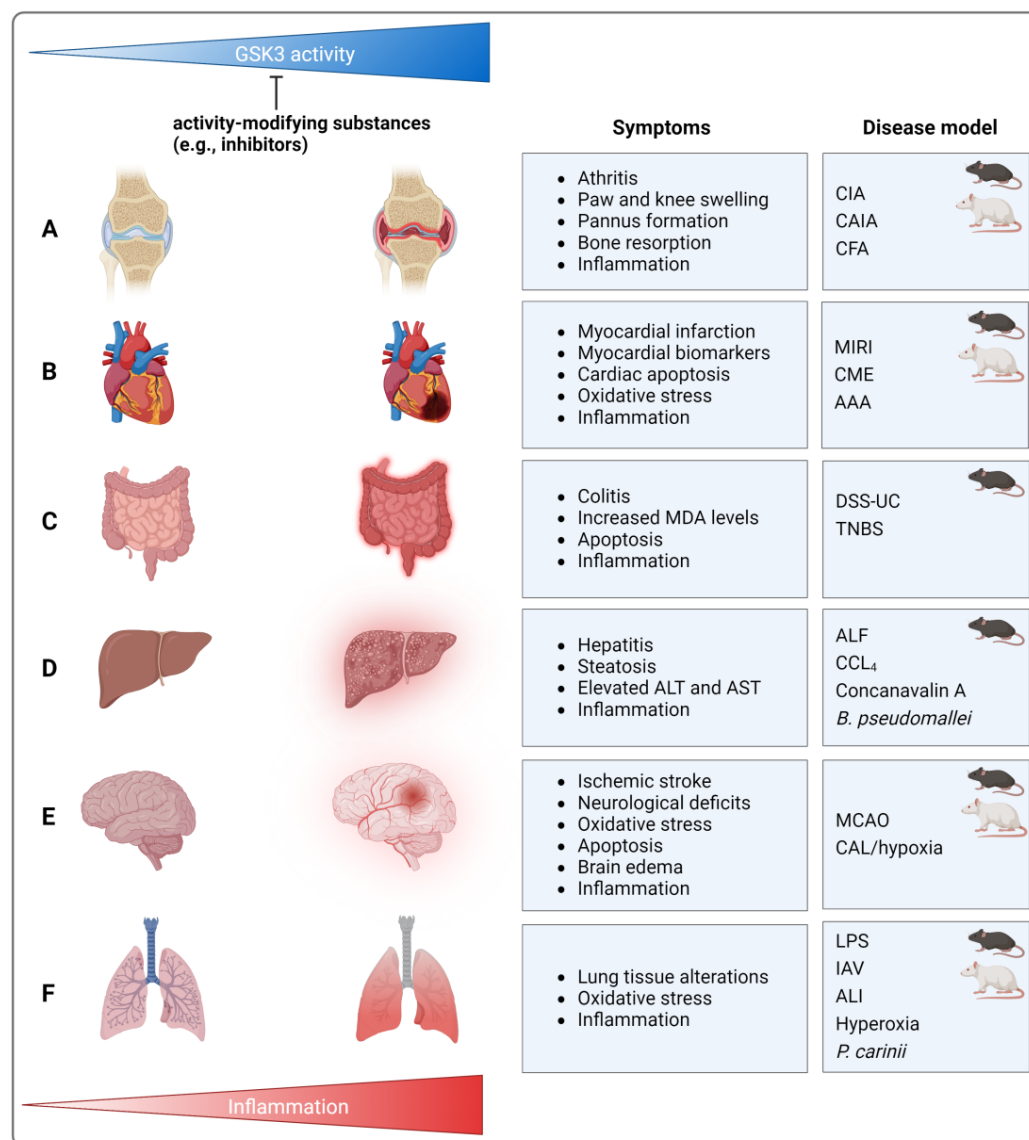 GSK3 activity
activity-modifying substances
(e.g., inhibitors)
Symptoms
Disease model
A
• Athritis
• Paw and knee swelling
• Pannus formation
• Bone resorption
• Inflammation
CIA
CAIA
CFA
B
• Myocardial infarction
• Myocardial biomarkers
• Cardiac apoptosis
• Oxidative stress
• Inflammation
MIRI
CME
AAA
C
• Colitis
• Increased MDA levels
• Apoptosis
• Inflammation
DSS-UC
TNBS
D
• Hepatitis
• Steatosis
• Elevated ALT and AST
• Inflammation
ALF
CCL₄
Concanavalin A
B. pseudomallei
E
• Ischemic stroke
• Neurological deficits
• Oxidative stress
• Apoptosis
• Brain edema
• Inflammation
MCAO
CAL/hypoxia
F
• Lung tissue alterations
• Oxidative stress
• Inflammation
LPS
IAV
ALI
Hyperoxia
P. carinii
Inflammation